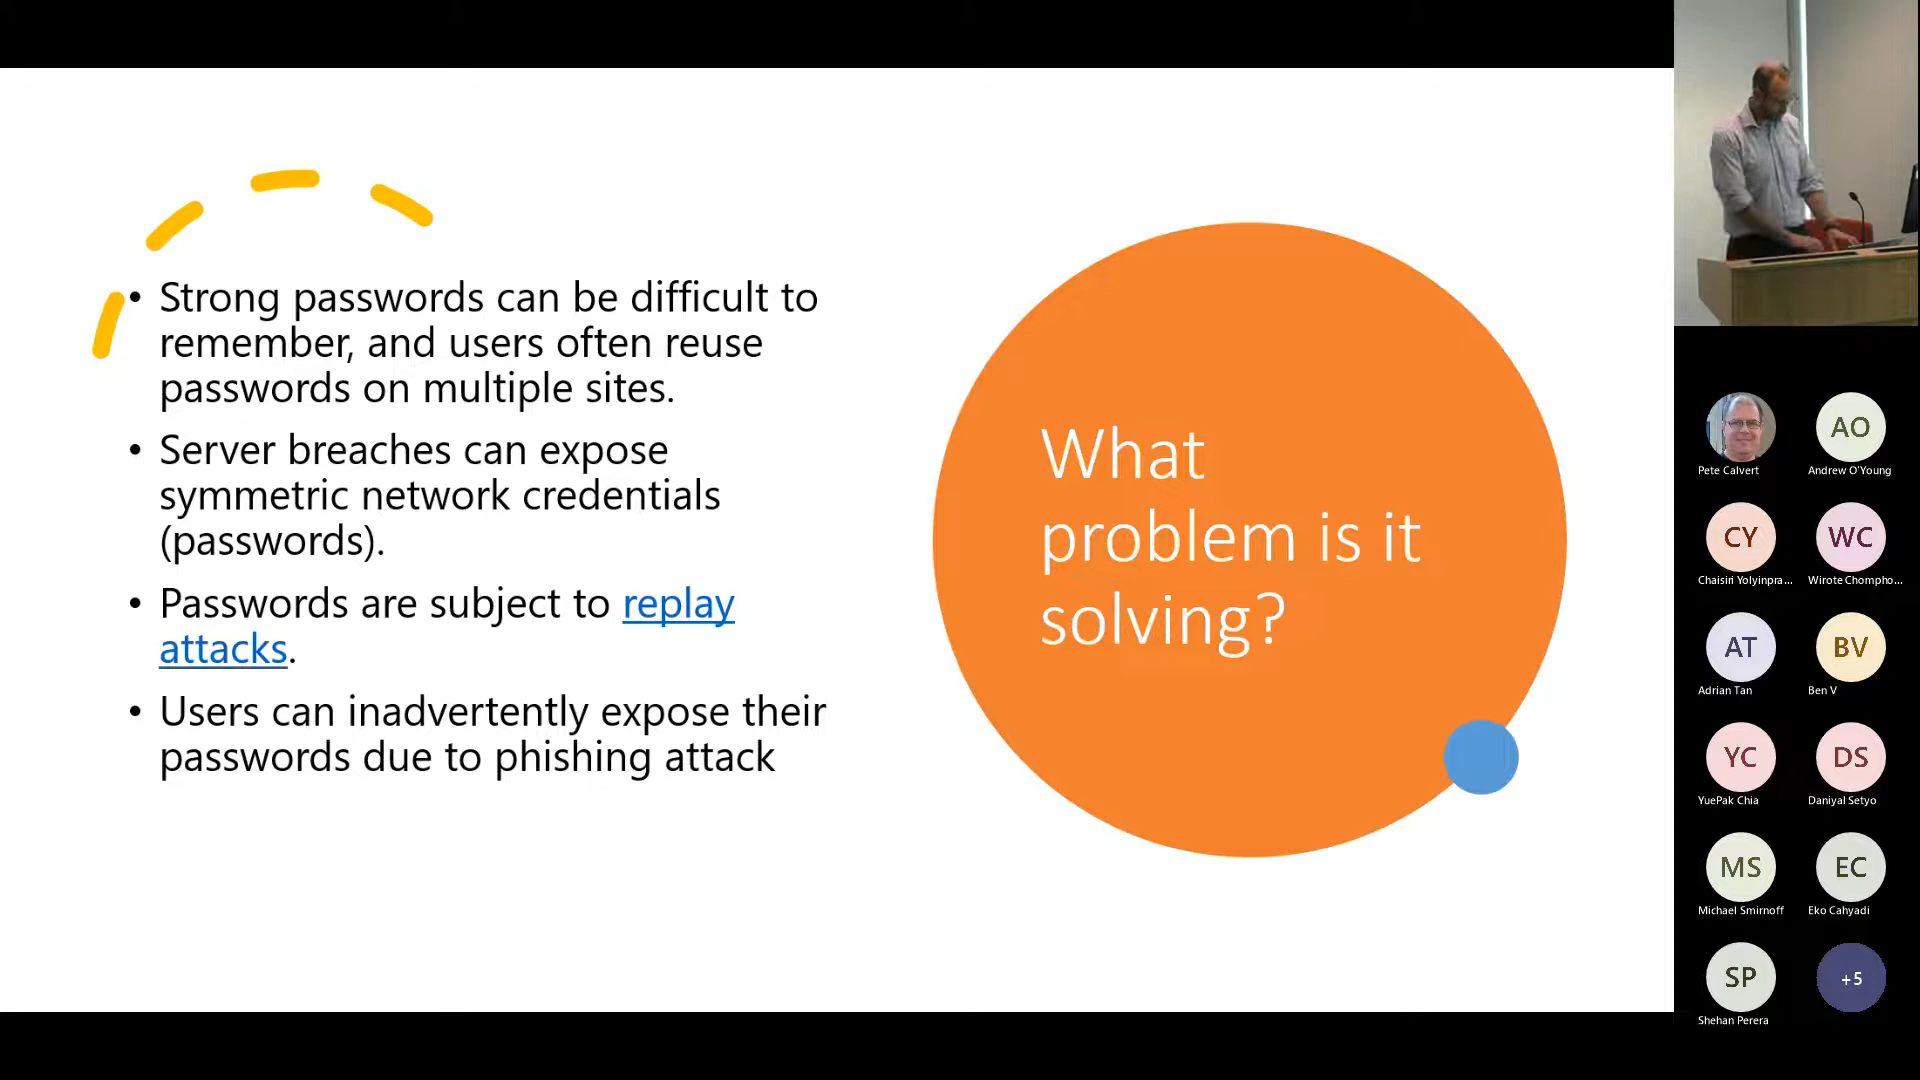 • Strong passwords can be difficult to
remember, and users often reuse
passwords on multiple sites.
• Server breaches can expose
symmetric network credentials
(passwords).
• Passwords are subject to replay
attacks.
• Users can inadvertently expose their
passwords due to phishing attack
What
problem is it
solving?
Pete Calvert
AO
Andrew O'Young
CY
Chaisiri Yolyinpra...
WC
Wirote Chompho...
AT
Adrian Tan
BV
Ben V
YC
YuePak Chia
DS
Daniyal Setyo
MS
Michael Smirnoff
EC
Eko Cahyadi
SP
Shehan Perera
+5